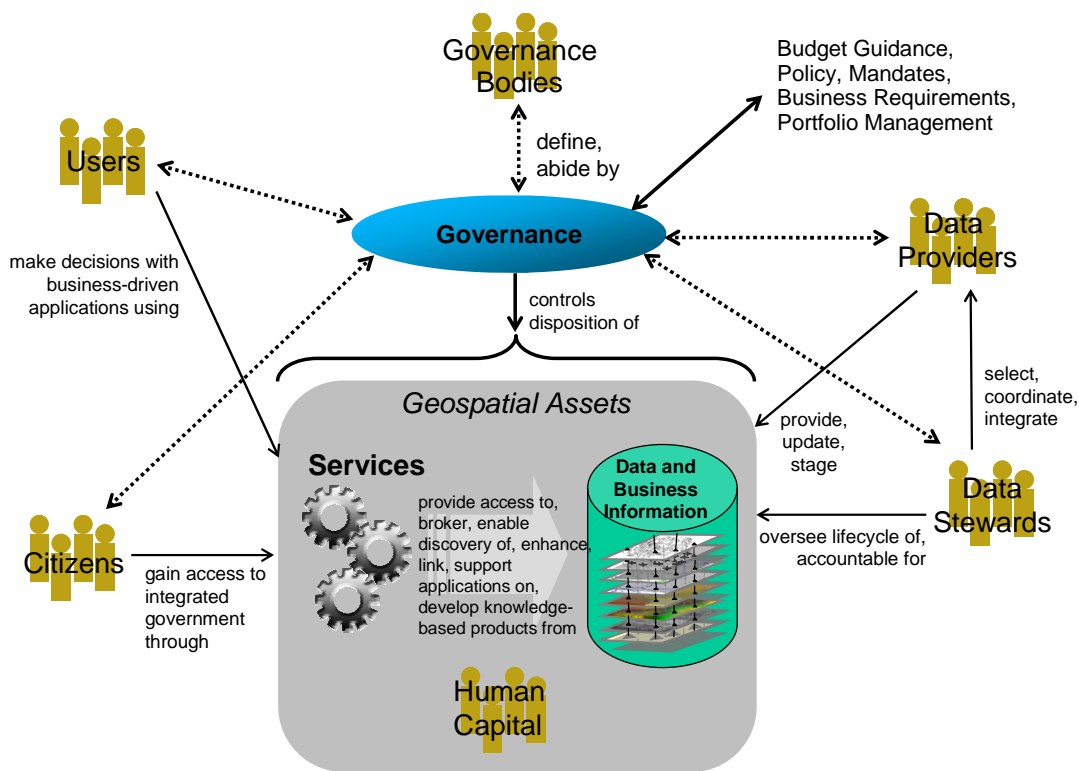 Governance
Bodies
Budget Guidance,
Policy, Mandates,
Business Requirements,
Portfolio Management
Users
define,
abide by
Governance
Data
Providers
make decisions with
business-driven
applications using
controls
disposition of
select,
coordinate,
integrate
provide,
update,
stage
Geospatial Assets
Services
provide access to,
broker, enable
discovery of, enhance,
link, support
applications on,
develop knowledge-
based products from
Data and
Business
Information
Data
Stewards
oversee lifecycle of,
accountable for
Citizens
gain access to
integrated
government
through
Human
Capital